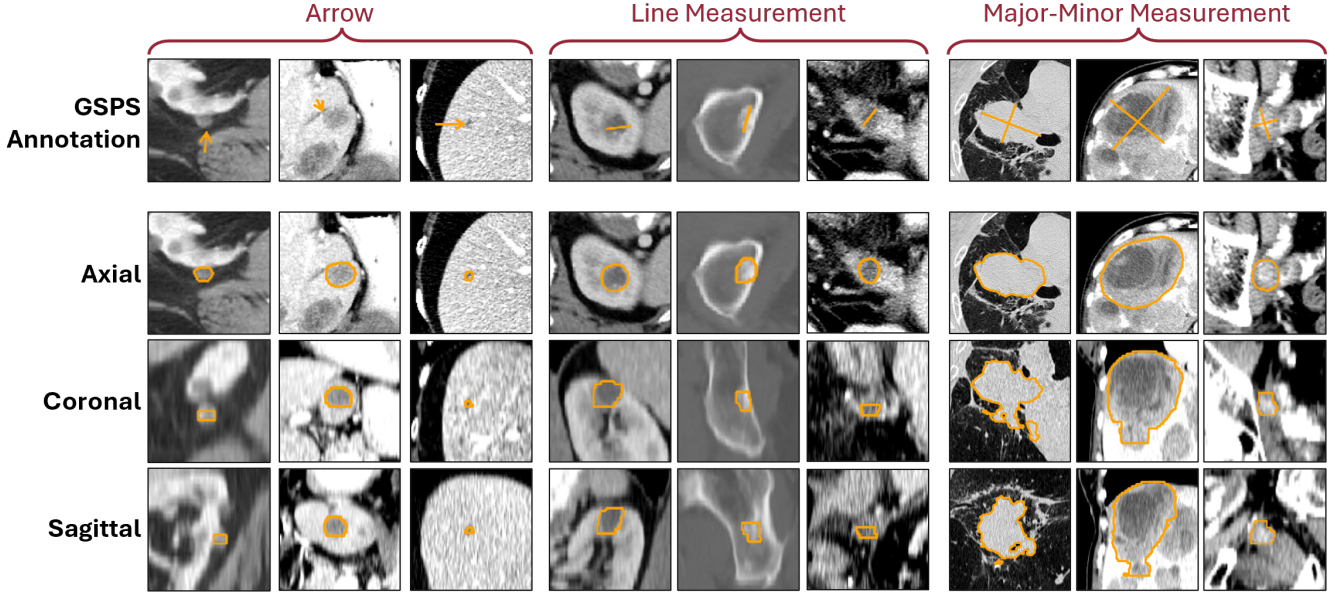 Arrow
Line Measurement
Major-Minor Measurement
GSPS
Annotation
Axial
Coronal
Sagittal